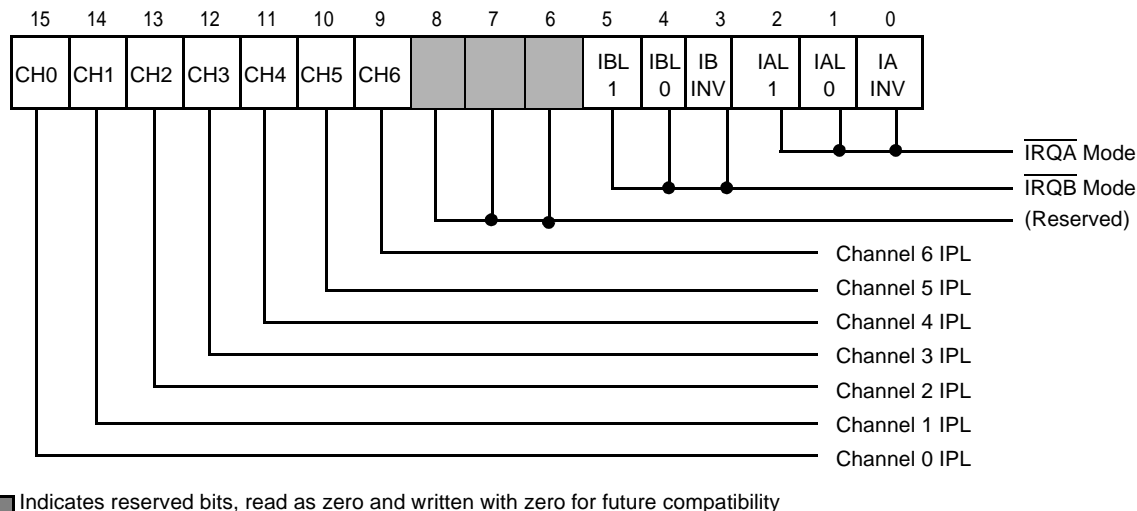 15 14 13 12 11 10 9 8 7 6 5 4 3 2 1 0
CH0 CH1 CH2 CH3 CH4 CH5 CH6 IBL 1 IBL 0 IB INV IAL 1 IAL 0 IA INV
IRQA Mode
IRQB Mode
(Reserved)
Channel 6 IPL
Channel 5 IPL
Channel 4 IPL
Channel 3 IPL
Channel 2 IPL
Channel 1 IPL
Channel 0 IPL
Indicates reserved bits, read as zero and written with zero for future compatibility